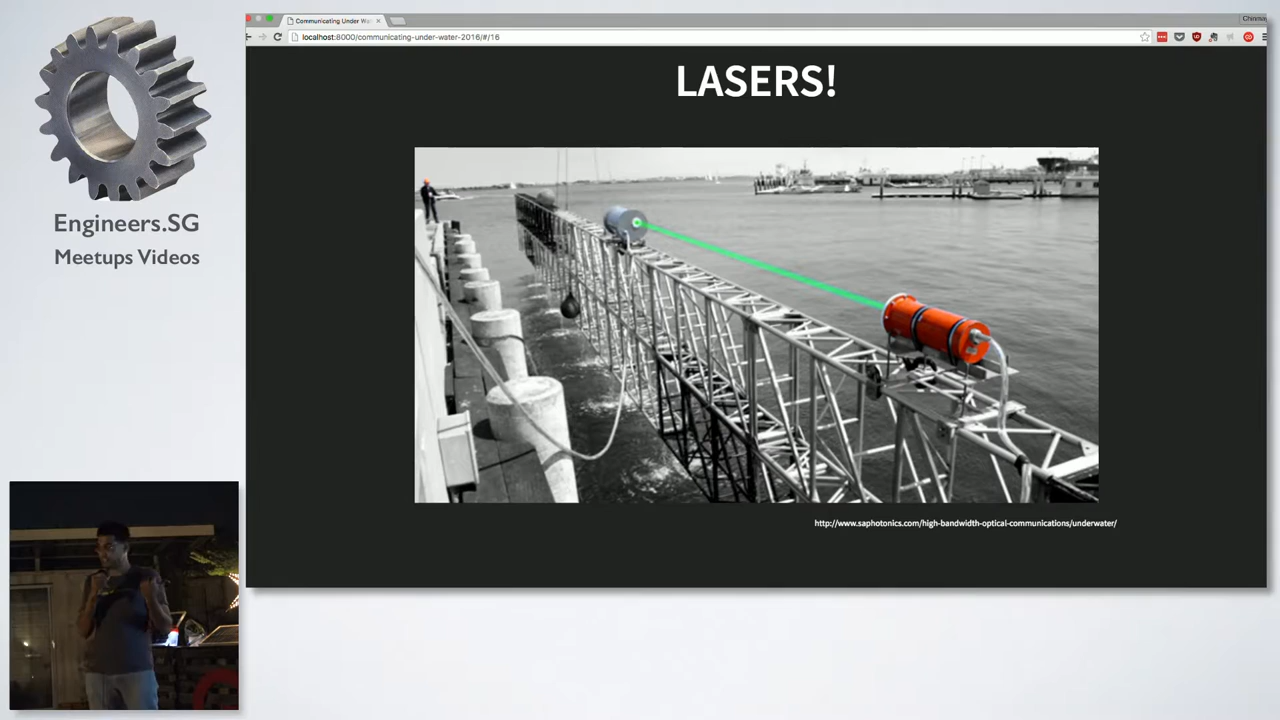 Engineers.SG
Meetups Videos
Communicating Under Wa
Chinma
localhost:8000/communicating-under-water-2016/#/16
LASERS!
http://www.saphotonics.com/high-bandwidth-optical-communications/underwater/